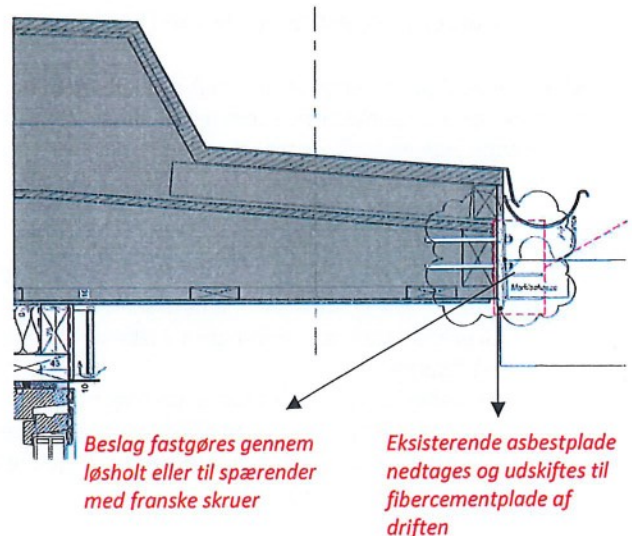 Markisekasse
Beslag fastgøres gennem
løsholt eller til spærender
med franske skruer
Eksisterende asbestplade
nedtages og udskiftes til
fibercementplade af
driften